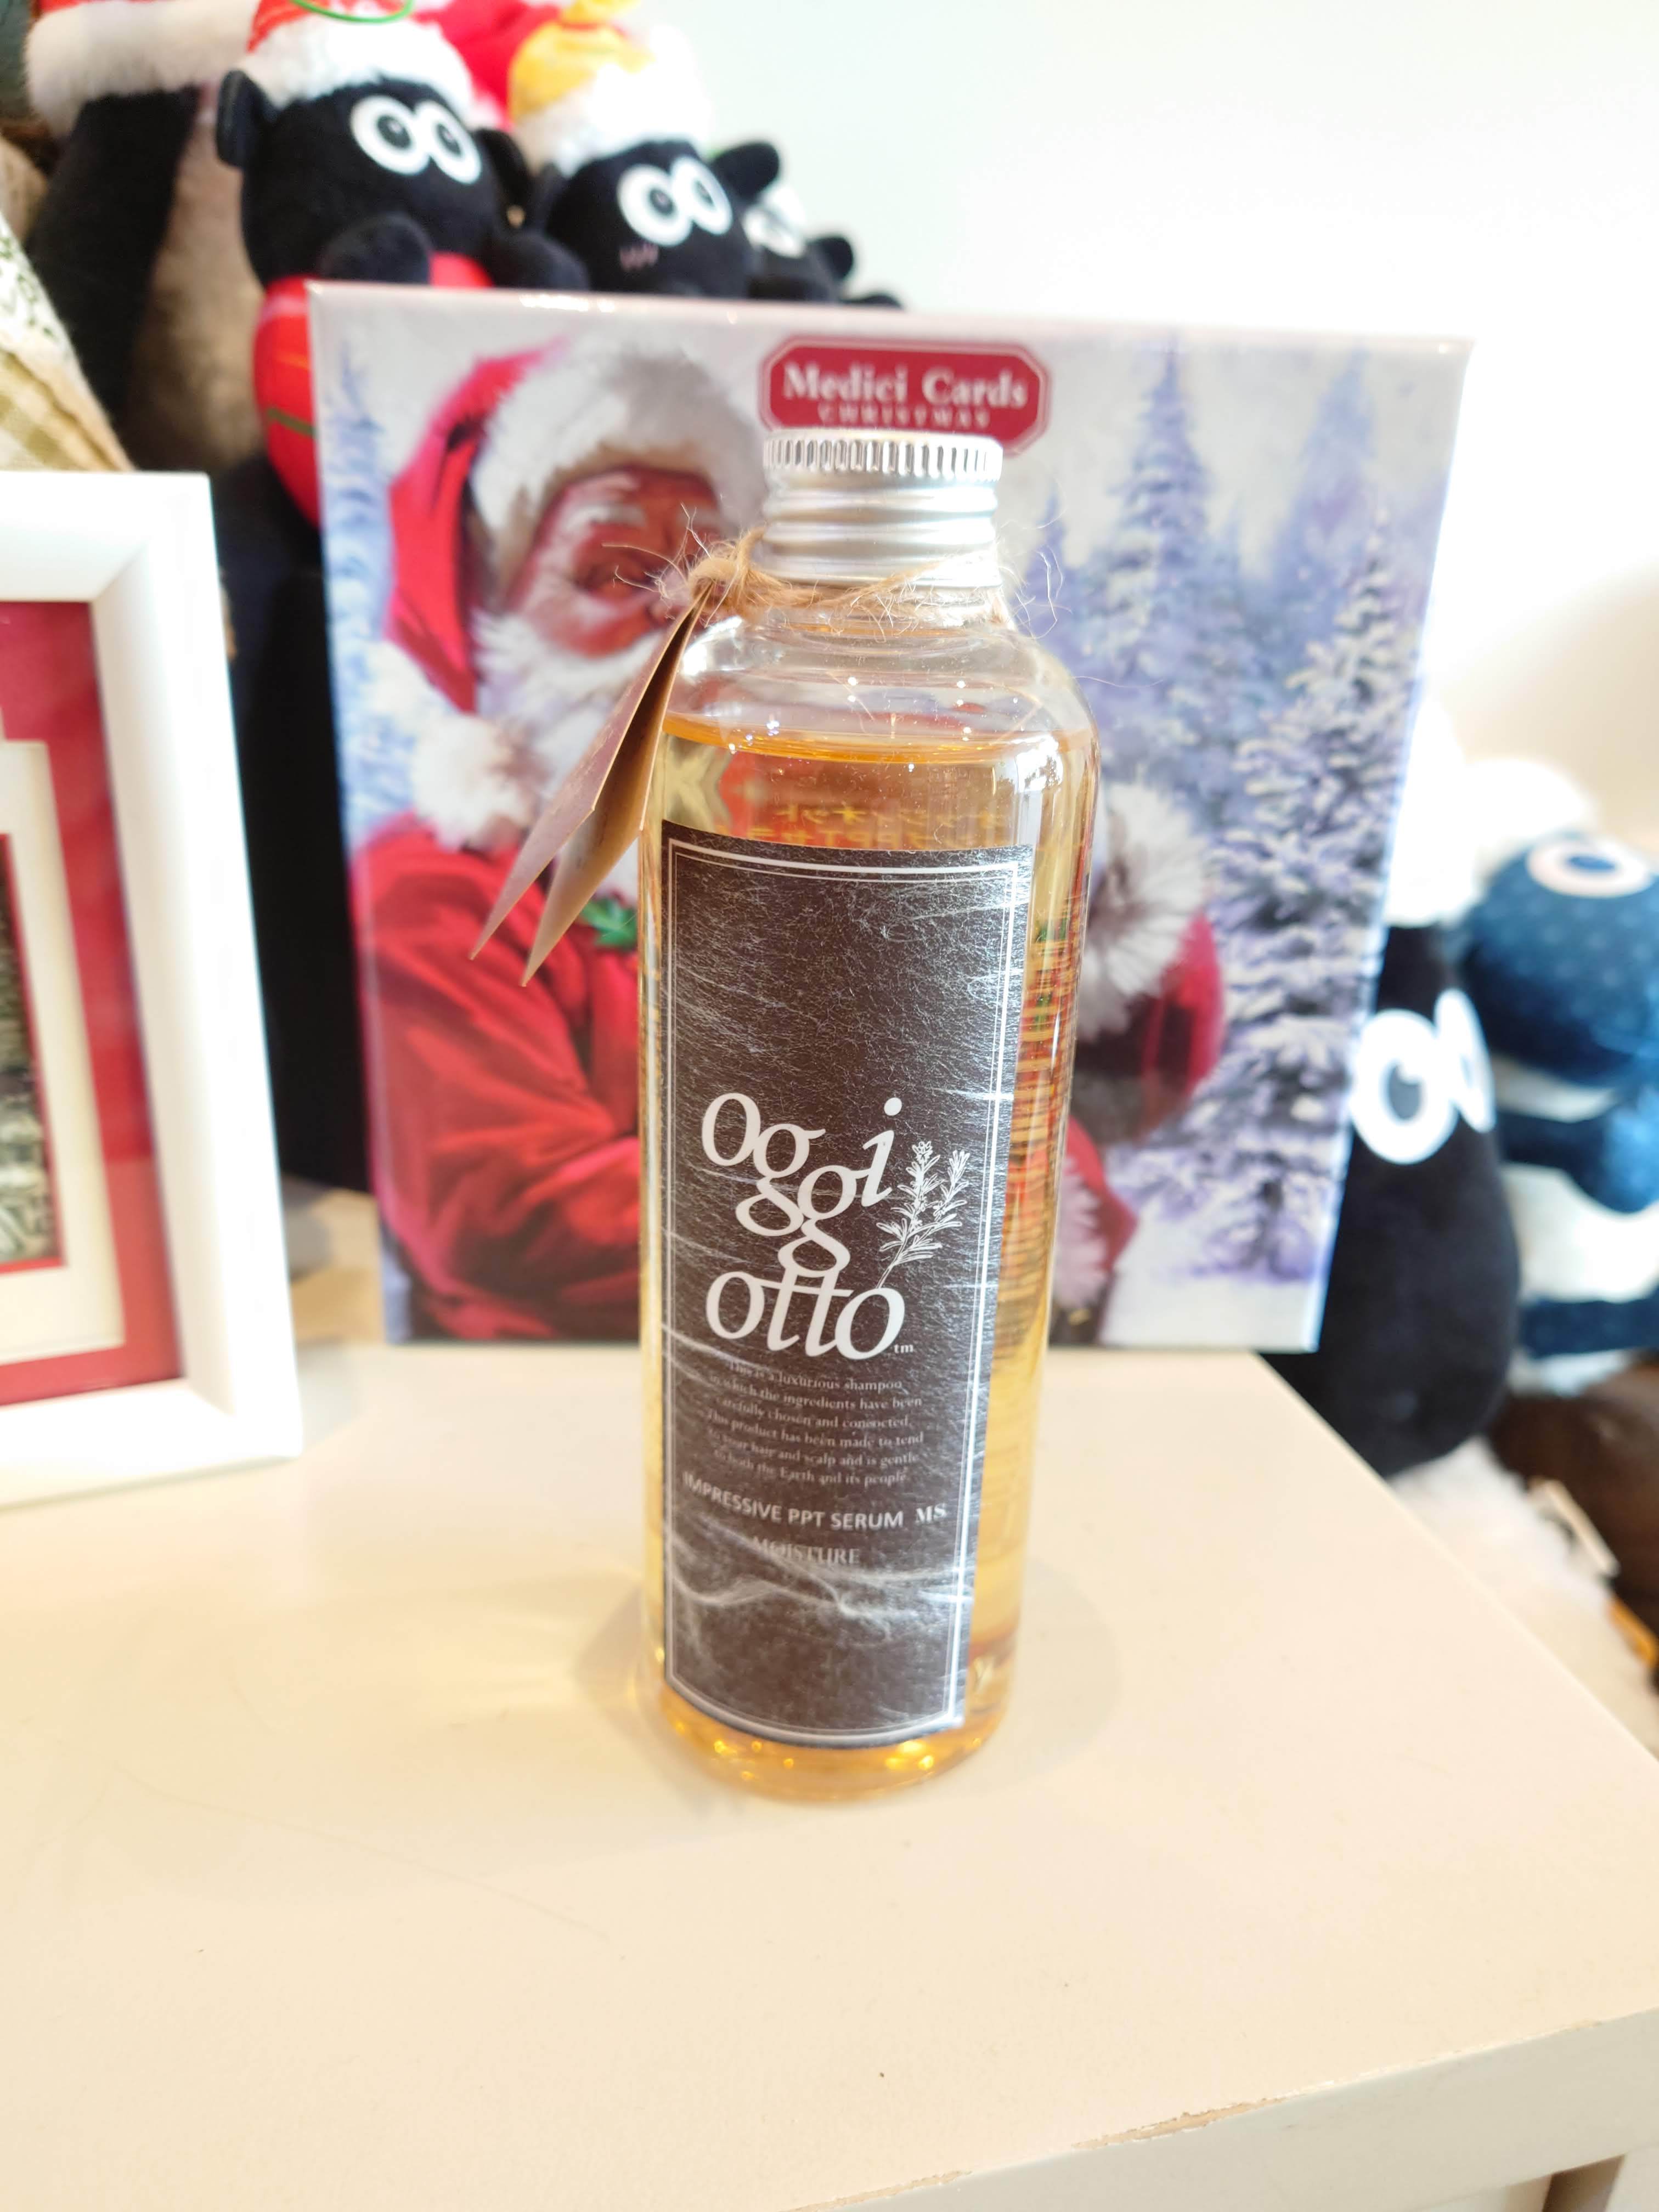 Medici Cards
CHRISTMAS
oggi
otto
tm
This is a luxurious shampoo
in which the ingredients have been
carefully chosen and concocted.
This product has been made to tend
to your hair and scalp and is gentle
to both the Earth and its people.
IMPRESSIVE PPT SERUM MS
MOISTURE